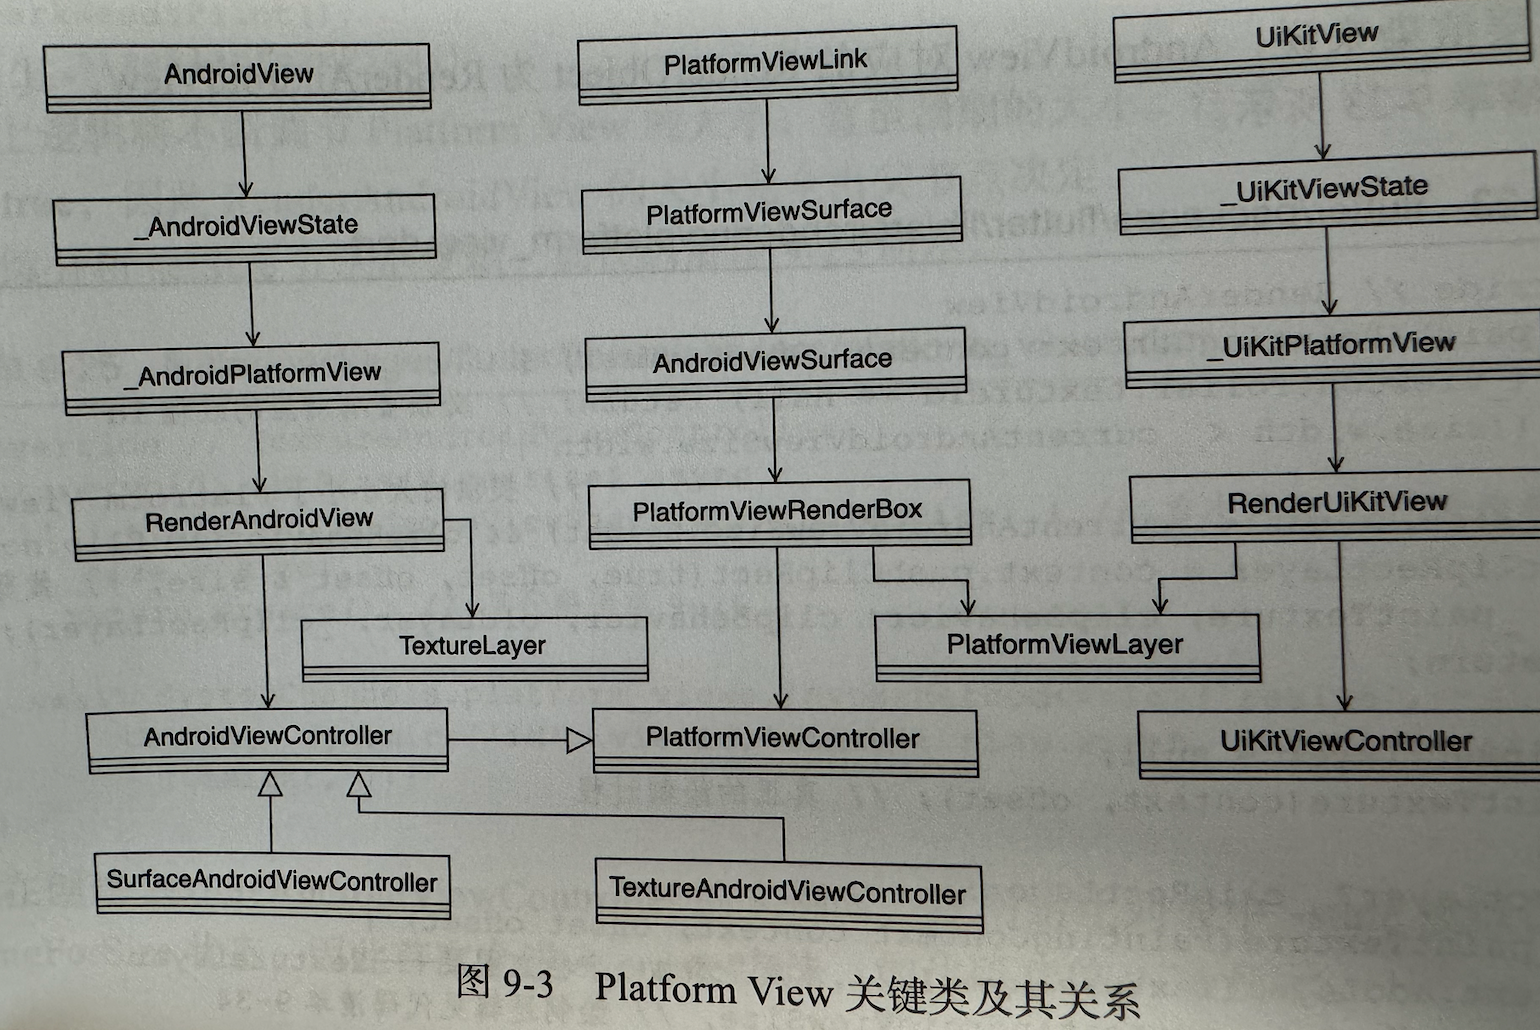 AndroidView
PlatformViewLink
UiKitView
_AndroidViewState
PlatformViewSurface
_UiKitViewState
_AndroidPlatformView
AndroidViewSurface
_UiKitPlatformView
RenderAndroidView
PlatformViewRenderBox
RenderUiKitView
TextureLayer
PlatformViewLayer
AndroidViewController
PlatformViewController
UiKitViewController
SurfaceAndroidViewController
TextureAndroidViewController
图 9-3 Platform View 关键类及其关系